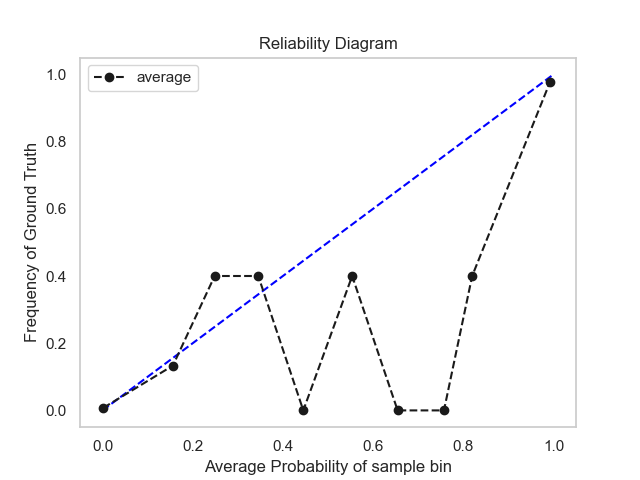 Reliability Diagram
average
Frequency of Ground Truth
1.0
0.8
0.6
0.4
0.2
0.0
0.0 0.2 0.4 0.6 0.8 1.0
Average Probability of sample bin